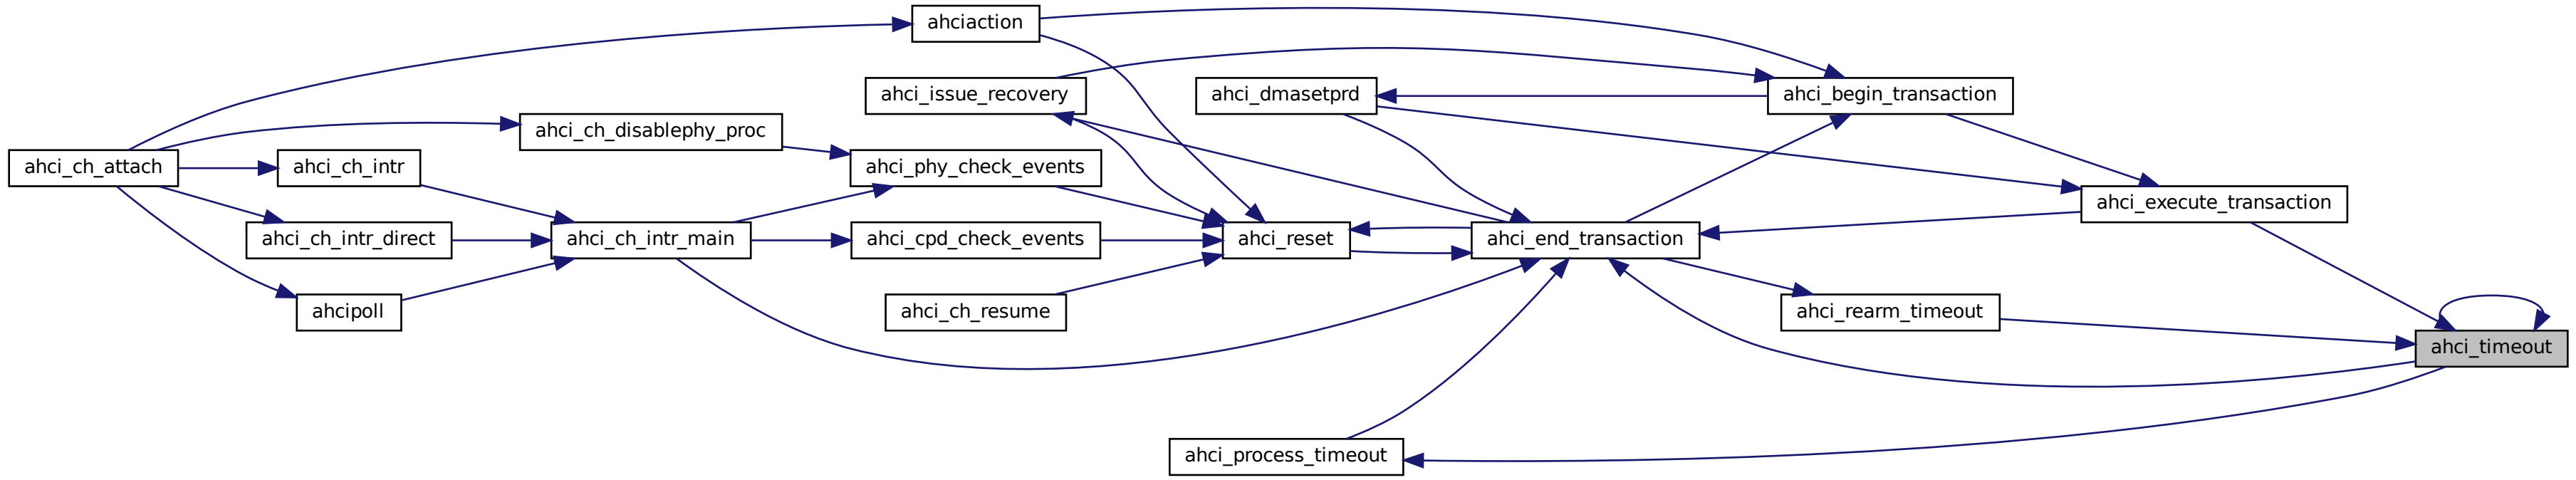 ahciaction
ahci_issue_recovery
ahci_dmasetprd
ahci_begin_transaction
ahci_ch_disablephy_proc
ahci_ch_attach
ahci_ch_intr
ahci_phy_check_events
ahci_execute_transaction
ahci_ch_intr_direct
ahci_ch_intr_main
ahci_cpd_check_events
ahci_reset
ahci_end_transaction
ahcipoll
ahci_ch_resume
ahci_rearm_timeout
ahci_timeout
ahci_process_timeout